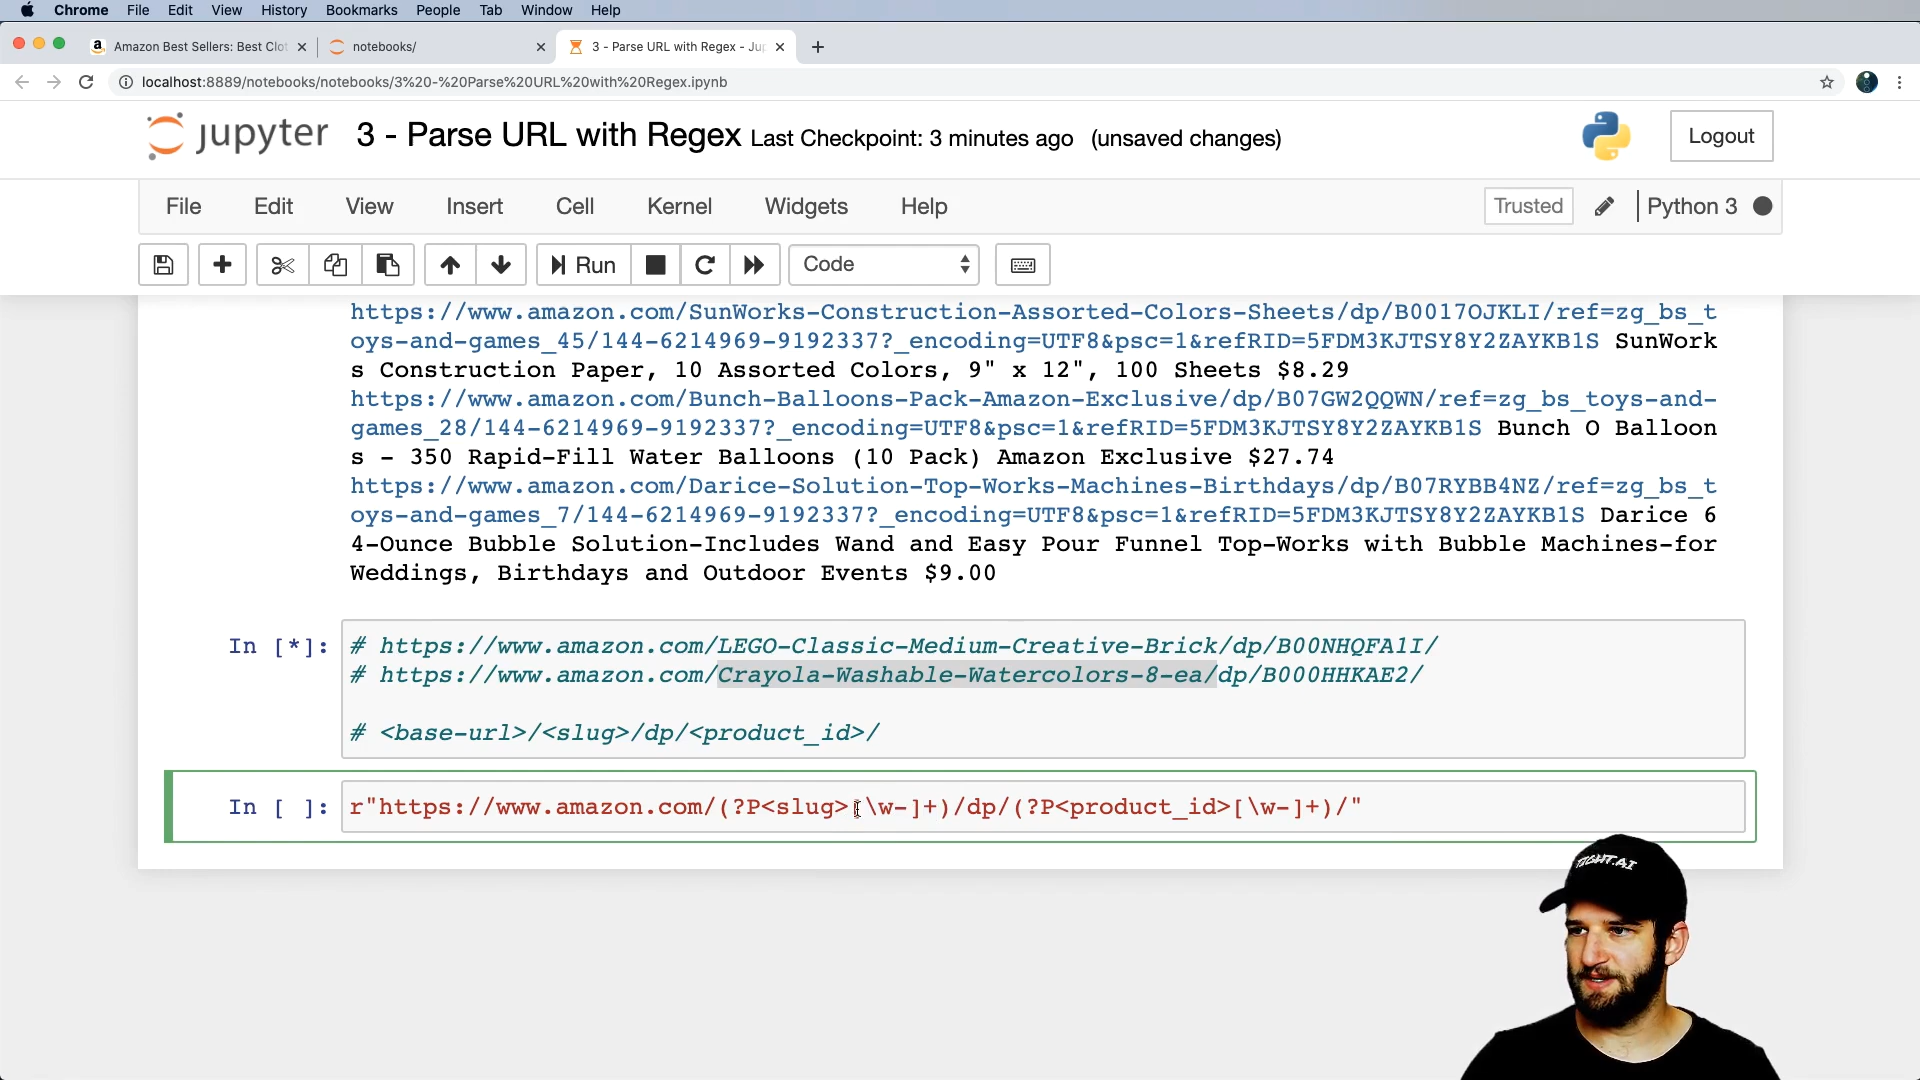 Chrome File Edit View History Bookmarks People Tab Window Help
a Amazon Best Sellers: Best Clot notebooks/ 3 - Parse URL with Regex - Jup
localhost:8889/notebooks/notebooks/3%20-%20Parse%20URL%20with%20Regex.ipynb
jupyter 3 - Parse URL with Regex Last Checkpoint: 3 minutes ago (unsaved changes) Logout
File Edit View Insert Cell Kernel Widgets Help Trusted Python 3
Run Code
https://www.amazon.com/SunWorks-Construction-Assorted-Colors-Sheets/dp/B0017OJKLI/ref=zg_bs_t
oys-and-games_45/144-6214969-9192337?_encoding=UTF8&psc=1&refRID=5FDM3KJTSY8Y2ZAYKB1S SunWork
s Construction Paper, 10 Assorted Colors, 9" x 12", 100 Sheets $8.29
https://www.amazon.com/Bunch-Balloons-Pack-Amazon-Exclusive/dp/B07GW2QQWN/ref=zg_bs_toys-and-
games_28/144-6214969-9192337?_encoding=UTF8&psc=1&refRID=5FDM3KJTSY8Y2ZAYKB1S Bunch O Balloon
s - 350 Rapid-Fill Water Balloons (10 Pack) Amazon Exclusive $27.74
https://www.amazon.com/Darice-Solution-Top-Works-Machines-Birthdays/dp/B07RYBB4NZ/ref=zg_bs_t
oys-and-games_7/144-6214969-9192337?_encoding=UTF8&psc=1&refRID=5FDM3KJTSY8Y2ZAYKB1S Darice 6
4-Ounce Bubble Solution-Includes Wand and Easy Pour Funnel Top-Works with Bubble Machines-for
Weddings, Birthdays and Outdoor Events $9.00
In [*]: # https://www.amazon.com/LEGO-Classic-Medium-Creative-Brick/dp/B00NHQFA1I/
# https://www.amazon.com/Crayola-Washable-Watercolors-8-ea/dp/B000HHKAE2/
# <base-url>/<slug>/dp/<product_id>/
In [ ]: r"https://www.amazon.com/(?P<slug>[\w-]+)/dp/(?P<product_id>[\w-]+)/"
TIGHT.AI